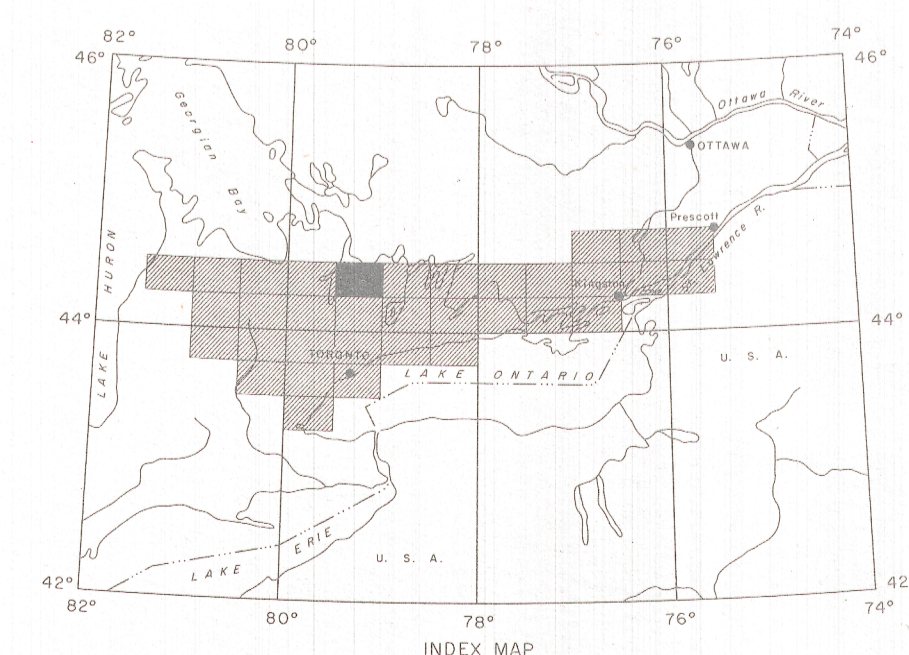 82° 80° 78° 76° 74°
46° 46°
Georgian Bay
Ottawa River
OTTAWA
Prescott
St. Lawrence R.
Kingston
LAKE HURON
44° 44°
TORONTO
LAKE ONTARIO
U. S. A.
LAKE ERIE
U. S. A.
42° 42
82° 80° 78° 76° 74°
INDEX MAP